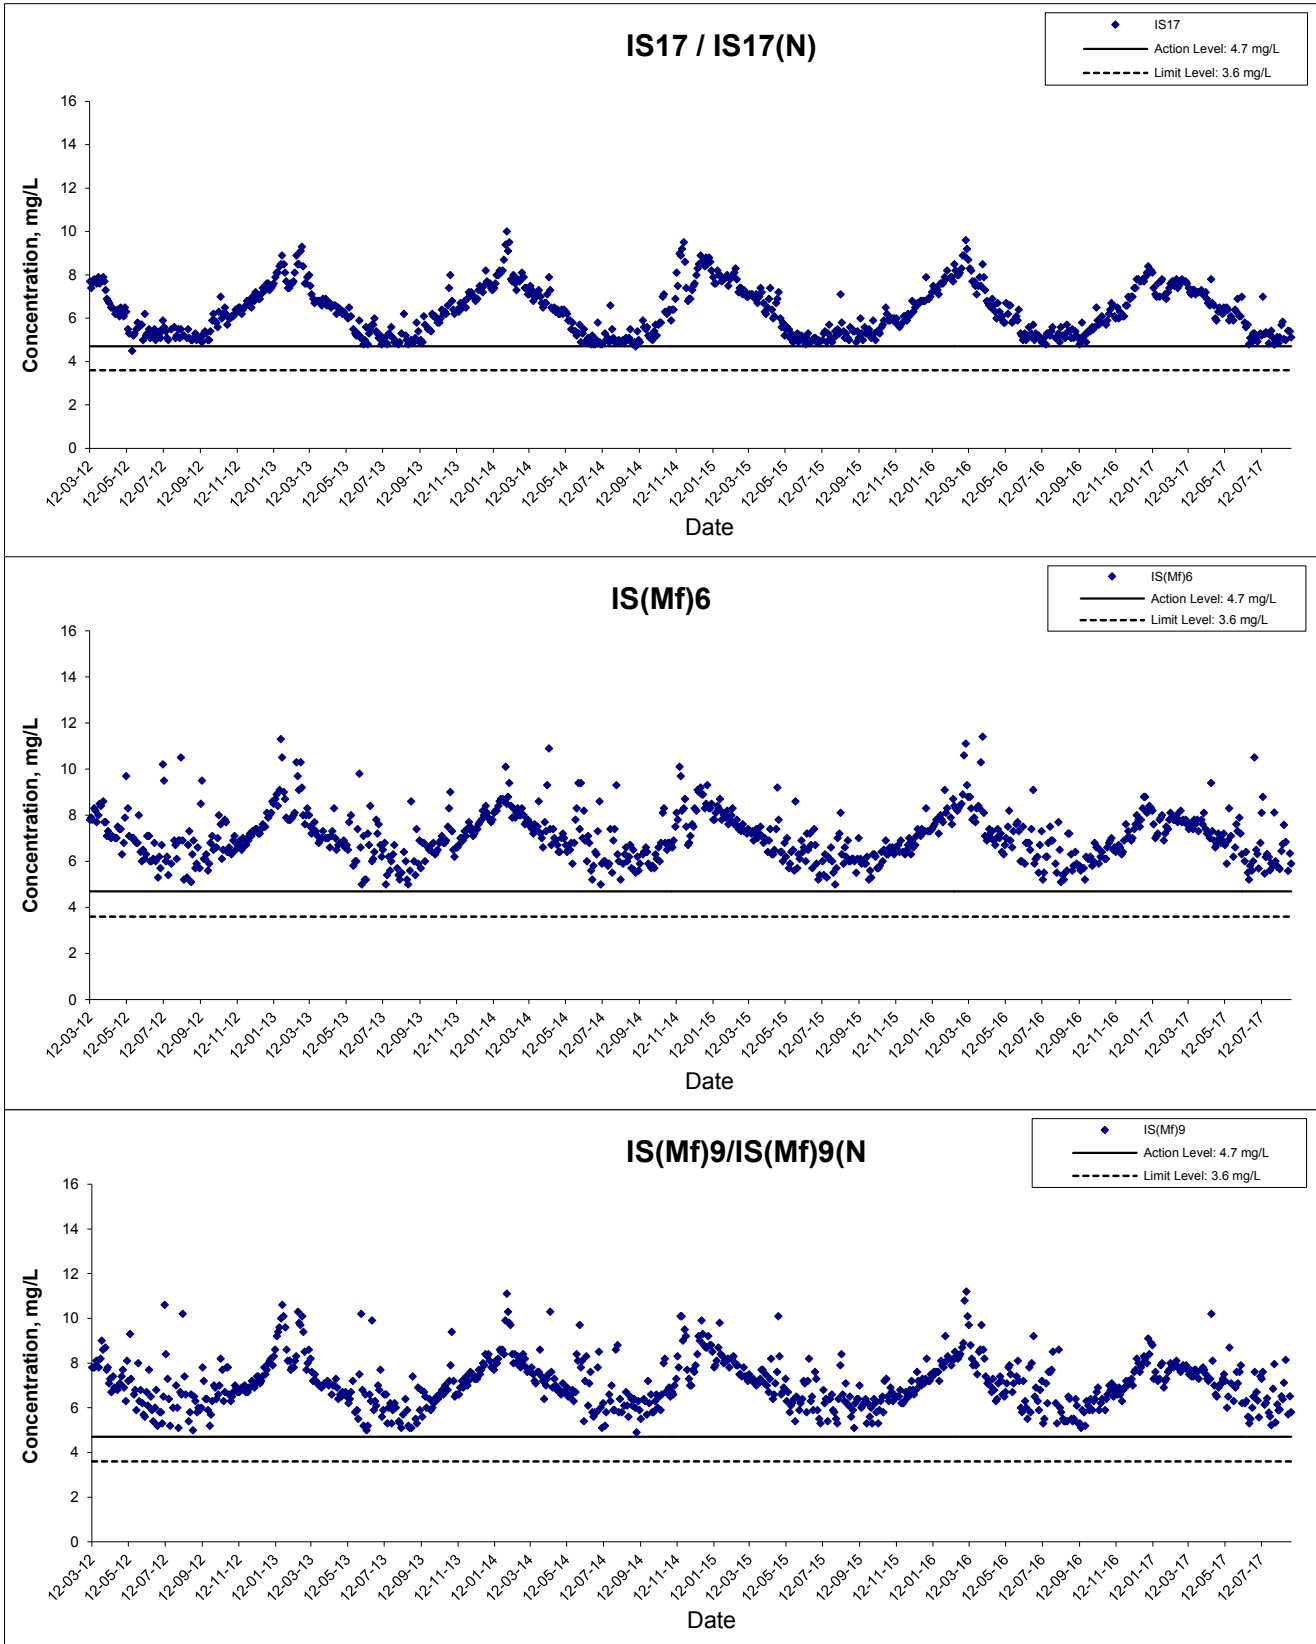 IS17 / IS17(N)
IS17
Action Level: 4.7 mg/L
Limit Level: 3.6 mg/L
Concentration, mg/L
16
14
12
10
8
6
4
2
0
12-03-12 12-05-12 12-07-12 12-09-12 12-11-12 12-01-13 12-03-13 12-05-13 12-07-13 12-09-13 12-11-13 12-01-14 12-03-14 12-05-14 12-07-14 12-09-14 12-11-14 12-01-15 12-03-15 12-05-15 12-07-15 12-09-15 12-11-15 12-01-16 12-03-16 12-05-16 12-07-16 12-09-16 12-11-16 12-01-17 12-03-17 12-05-17 12-07-17
Date
IS(Mf)6
IS(Mf)6
Action Level: 4.7 mg/L
Limit Level: 3.6 mg/L
Concentration, mg/L
16
14
12
10
8
6
4
2
0
12-03-12 12-05-12 12-07-12 12-09-12 12-11-12 12-01-13 12-03-13 12-05-13 12-07-13 12-09-13 12-11-13 12-01-14 12-03-14 12-05-14 12-07-14 12-09-14 12-11-14 12-01-15 12-03-15 12-05-15 12-07-15 12-09-15 12-11-15 12-01-16 12-03-16 12-05-16 12-07-16 12-09-16 12-11-16 12-01-17 12-03-17 12-05-17 12-07-17
Date
IS(Mf)9/IS(Mf)9(N
IS(Mf)9
Action Level: 4.7 mg/L
Limit Level: 3.6 mg/L
Concentration, mg/L
16
14
12
10
8
6
4
2
0
12-03-12 12-05-12 12-07-12 12-09-12 12-11-12 12-01-13 12-03-13 12-05-13 12-07-13 12-09-13 12-11-13 12-01-14 12-03-14 12-05-14 12-07-14 12-09-14 12-11-14 12-01-15 12-03-15 12-05-15 12-07-15 12-09-15 12-11-15 12-01-16 12-03-16 12-05-16 12-07-16 12-09-16 12-11-16 12-01-17 12-03-17 12-05-17 12-07-17
Date